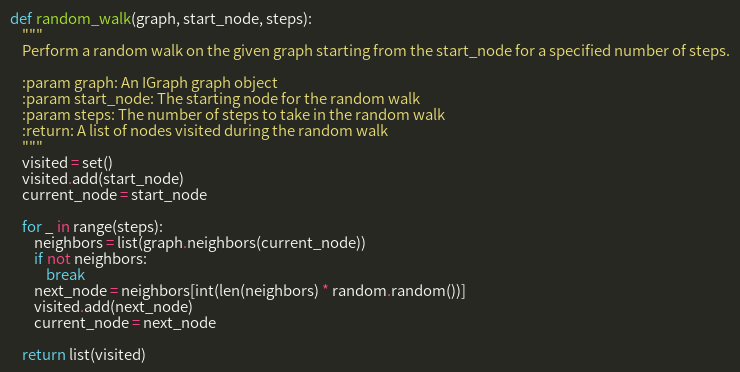 def random_walk(graph, start_node, steps):
    """
    Perform a random walk on the given graph starting from the start_node for a specified number of steps.

    :param graph: An IGraph graph object
    :param start_node: The starting node for the random walk
    :param steps: The number of steps to take in the random walk
    :return: A list of nodes visited during the random walk
    """
    visited = set()
    visited.add(start_node)
    current_node = start_node

    for _ in range(steps):
        neighbors = list(graph.neighbors(current_node))
        if not neighbors:
            break
        next_node = neighbors[int(len(neighbors) * random.random())]
        visited.add(next_node)
        current_node = next_node

    return list(visited)